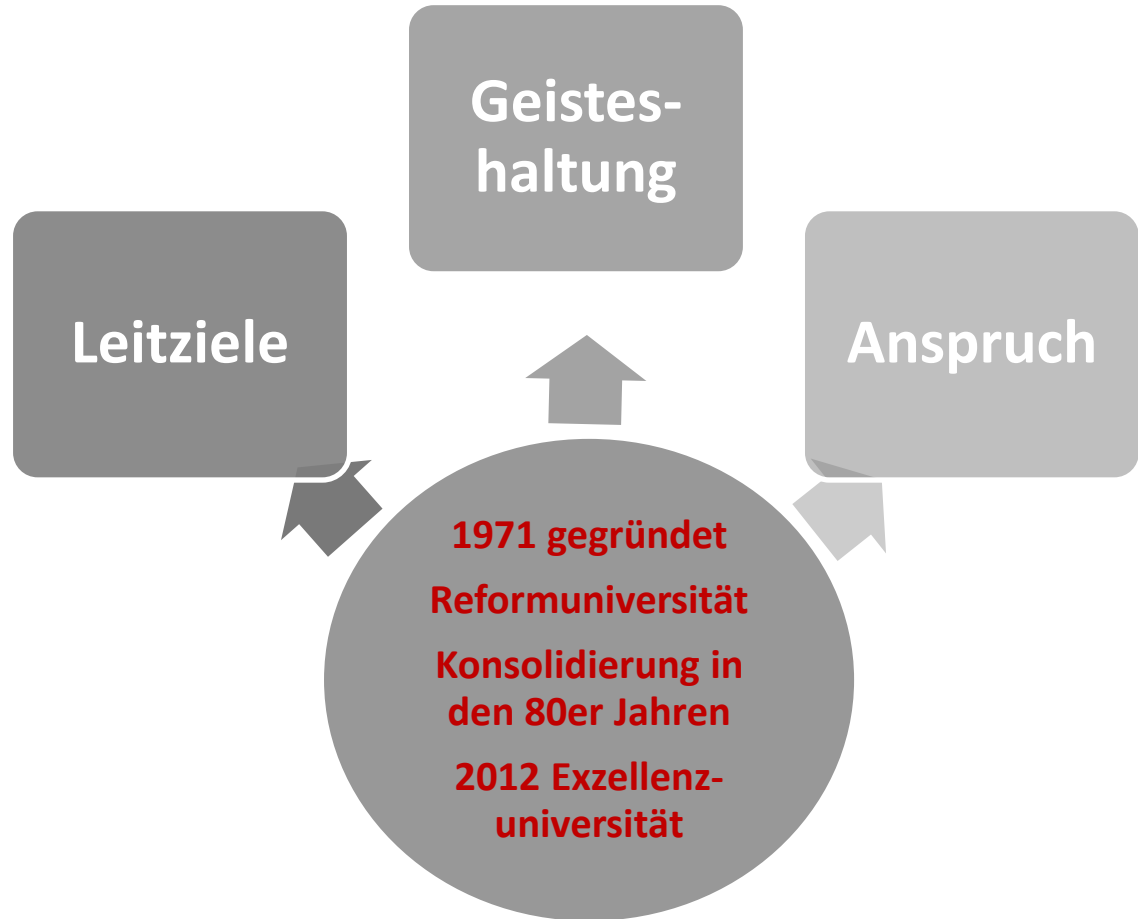 Geistes-
haltung
Leitziele
Anspruch
1971 gegründet
Reformuniversität
Konsolidierung in
den 80er Jahren
2012 Exzellenz-
universität